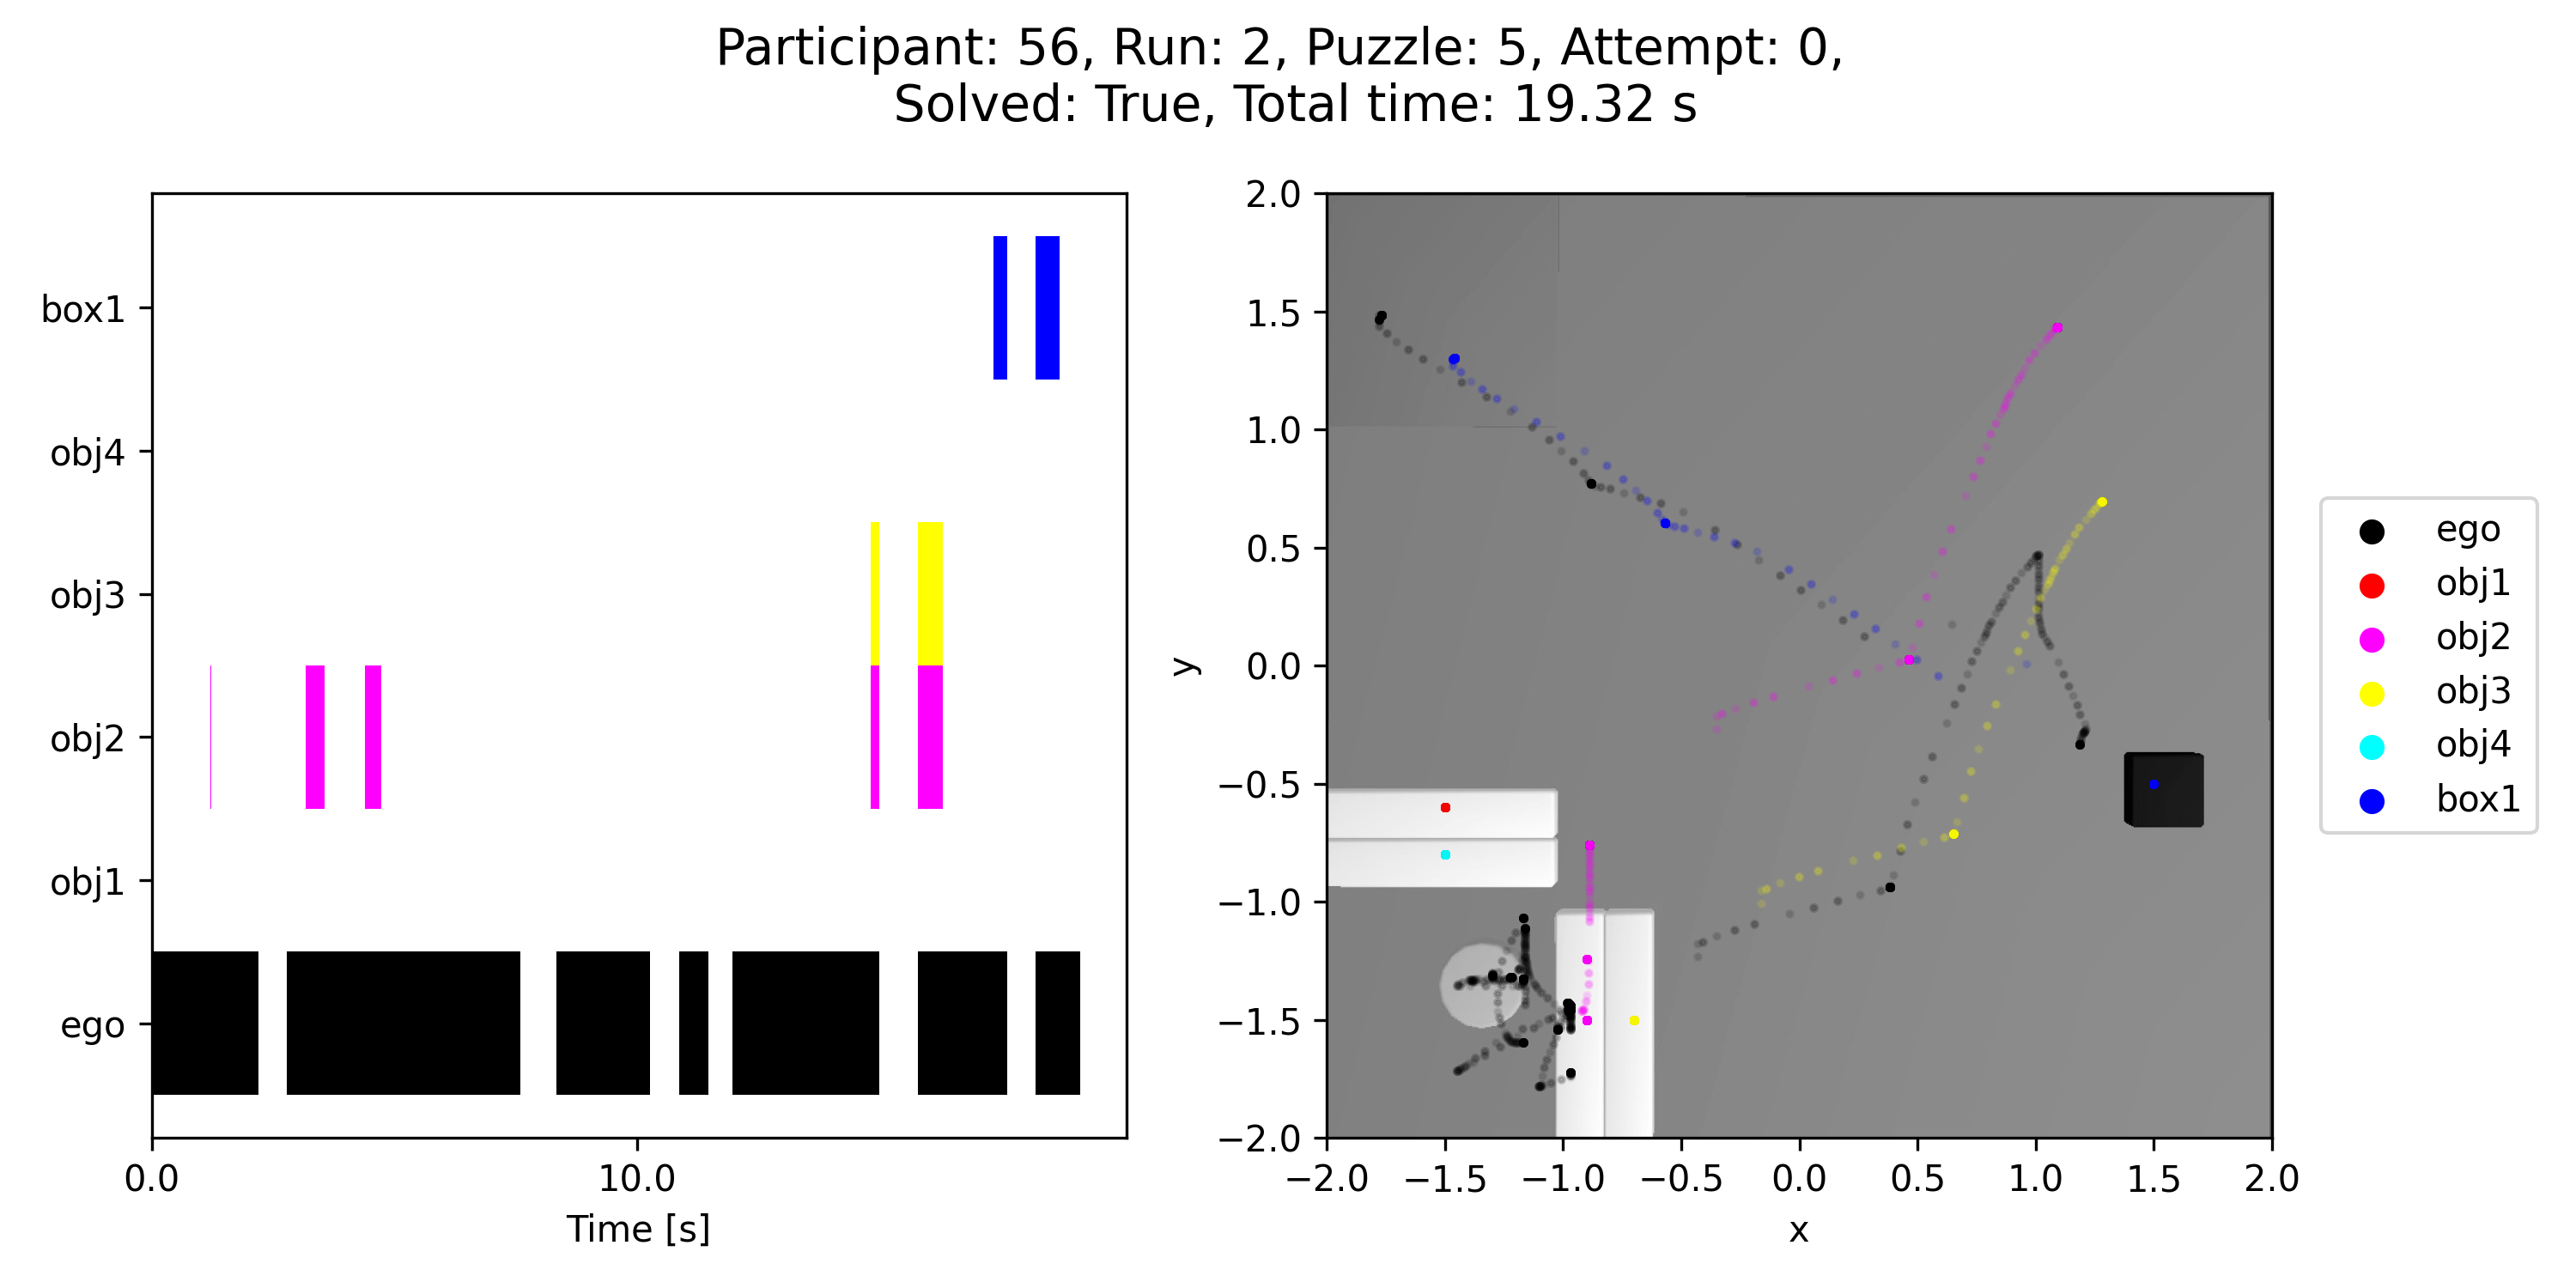 Participant: 56, Run: 2, Puzzle: 5, Attempt: 0,
Solved: True, Total time: 19.32 s
box1
obj4
obj3
obj2
obj1
ego
0.0
10.0
Time [s]
2.0
1.5
1.0
0.5
0.0
−0.5
−1.0
−1.5
−2.0
y
−2.0
−1.5
−1.0
−0.5
0.0
0.5
1.0
1.5
2.0
x
ego
obj1
obj2
obj3
obj4
box1